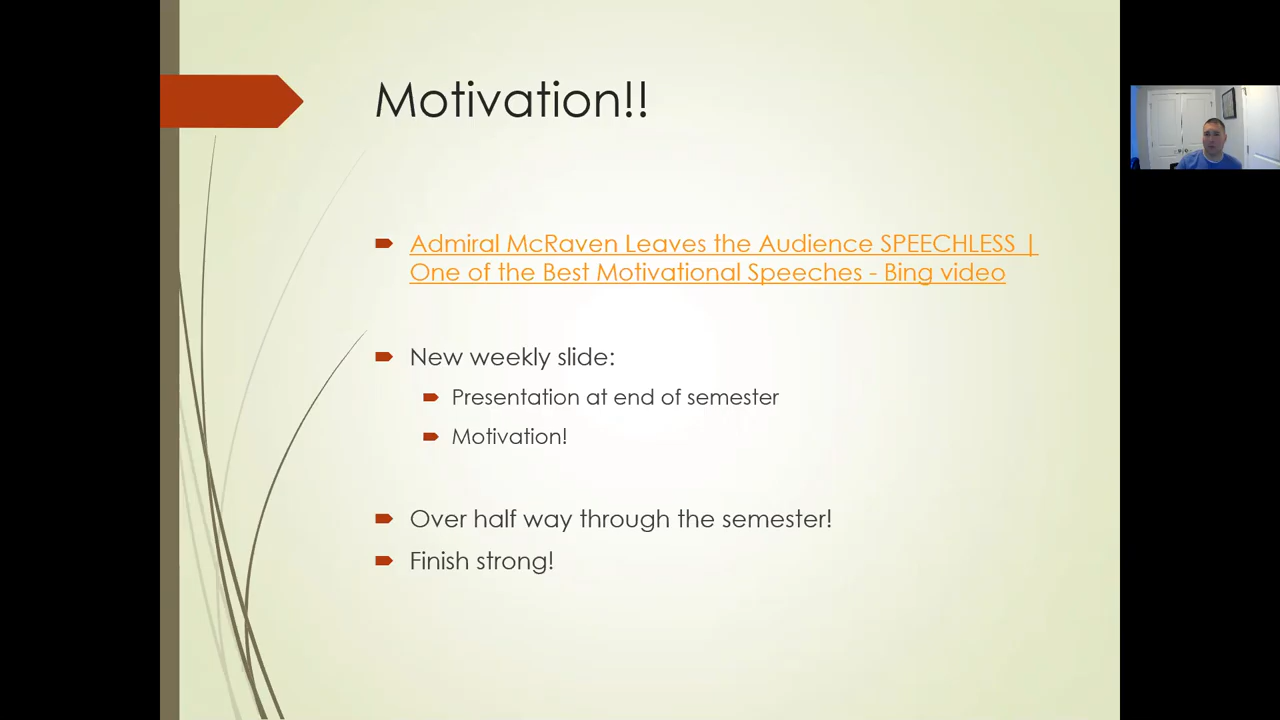 Motivation!!
Admiral McRaven Leaves the Audience SPEECHLESS |
One of the Best Motivational Speeches - Bing video
New weekly slide:
Presentation at end of semester
Motivation!
Over half way through the semester!
Finish strong!